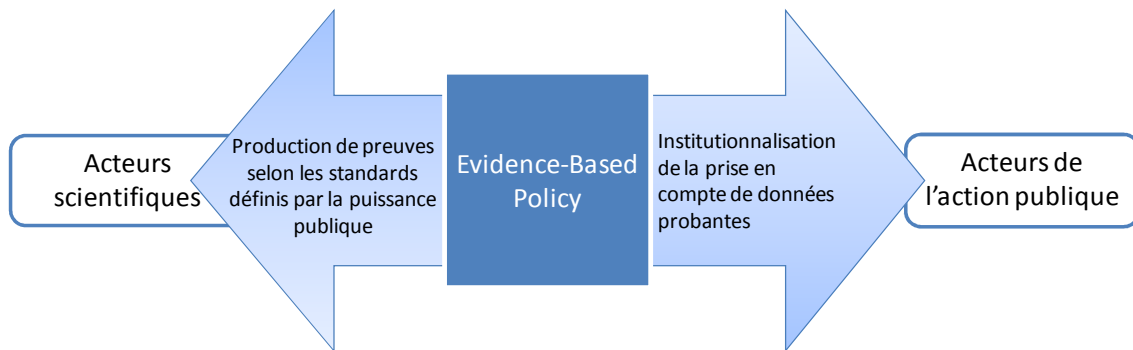 Acteurs
scientifiques
Production de preuves
selon les standards
définis par la puissance
publique
Evidence-Based
Policy
Institutionnalisation
de la prise en
compte de données
probantes
Acteurs de
l’action publique